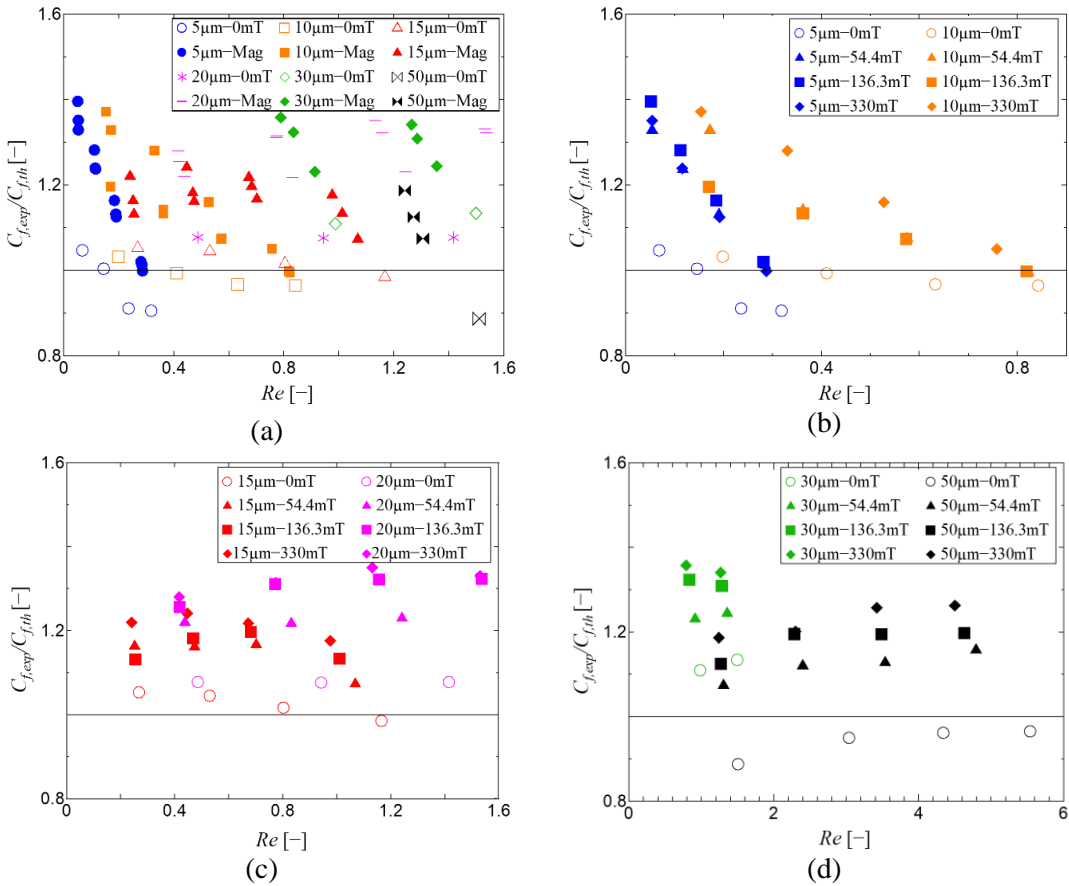 (a)
5μm−0mT 10μm−0mT 15μm−0mT
5μm−Mag 10μm−Mag 15μm−Mag
20μm−0mT 30μm−0mT 50μm−0mT
20μm−Mag 30μm−Mag 50μm−Mag
1.6
1.2
0.8
C_f,exp/C_f,th [−]
0 0.4 0.8 1.2 1.6
Re [−]
(a)
(b)
5μm−0mT 10μm−0mT
5μm−54.4mT 10μm−54.4mT
5μm−136.3mT 10μm−136.3mT
5μm−330mT 10μm−330mT
1.6
1.2
0.8
C_f,exp/C_f,th [−]
0 0.4 0.8
Re [−]
(b)
(c)
15μm−0mT 20μm−0mT
15μm−54.4mT 20μm−54.4mT
15μm−136.3mT 20μm−136.3mT
15μm−330mT 20μm−330mT
1.6
1.2
0.8
C_f,exp/C_f,th [−]
0 0.4 0.8 1.2 1.6
Re [−]
(c)
(d)
30μm−0mT 50μm−0mT
30μm−54.4mT 50μm−54.4mT
30μm−136.3mT 50μm−136.3mT
30μm−330mT 50μm−330mT
1.6
1.2
0.8
C_f,exp/C_f,th [−]
0 2 4 6
Re [−]
(d)